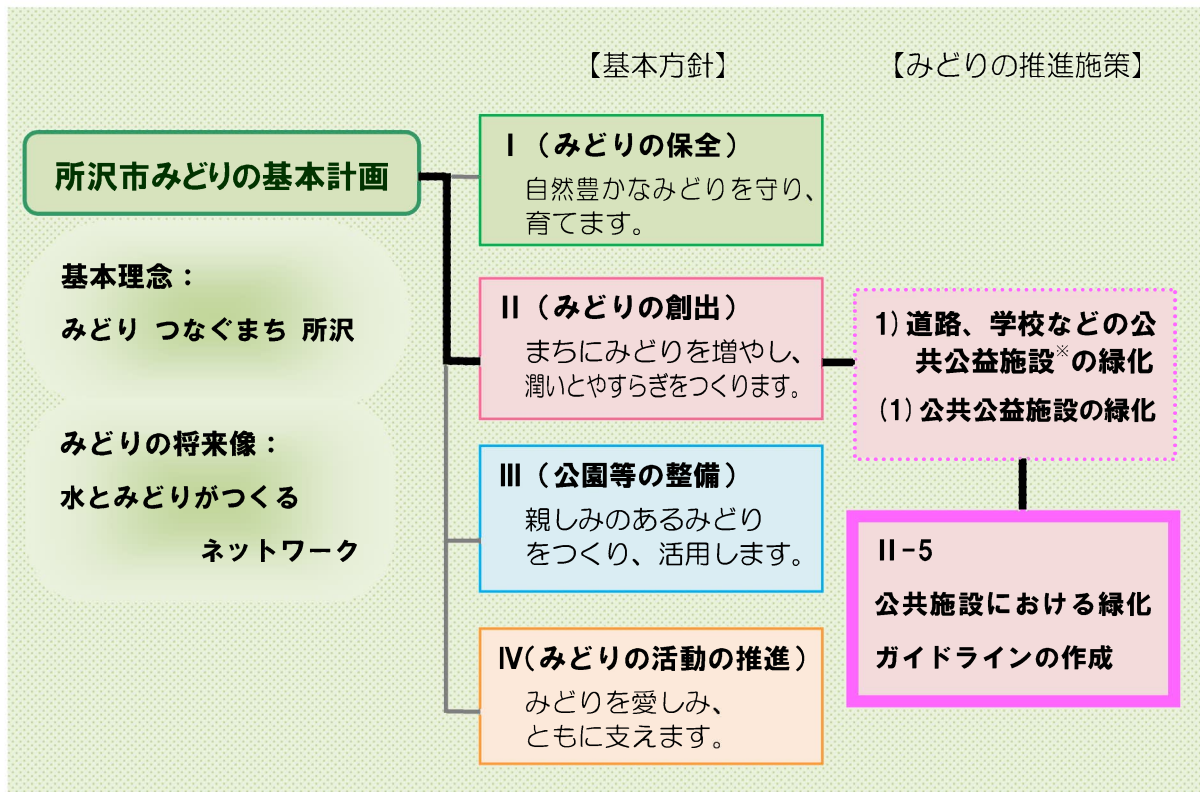 【基本方針】
【みどりの推進施策】
所沢市みどりの基本計画
基本理念：
みどり つなぐまち 所沢
みどりの将来像：
水とみどりがつくる
ネットワーク
Ⅰ（みどりの保全）
自然豊かなみどりを守り、
育てます。
Ⅱ（みどりの創出）
まちにみどりを増やし、
潤いとやすらぎをつくります。
Ⅲ（公園等の整備）
親しみのあるみどり
をつくり、活用します。
Ⅳ（みどりの活動の推進）
みどりを愛しみ、
ともに支えます。
1) 道路、学校などの公
共公益施設※の緑化
(1) 公共公益施設の緑化
Ⅱ-5
公共施設における緑化
ガイドラインの作成